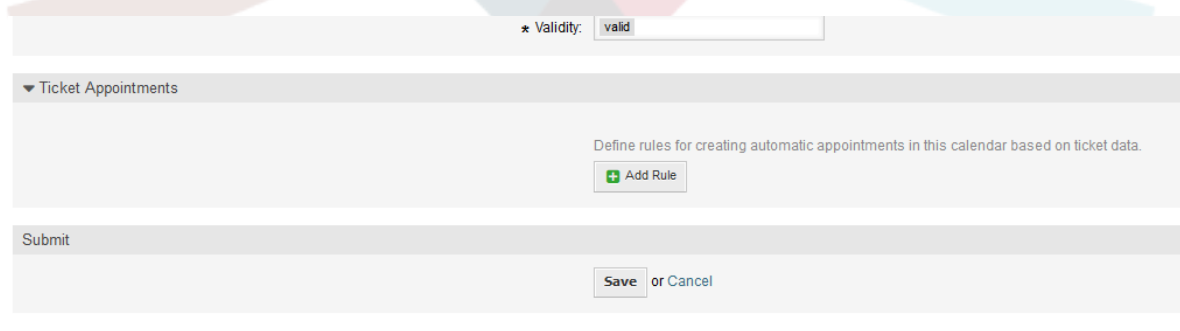 * Validity: valid
Ticket Appointments
Define rules for creating automatic appointments in this calendar based on ticket data.
Add Rule
Submit
Save or Cancel